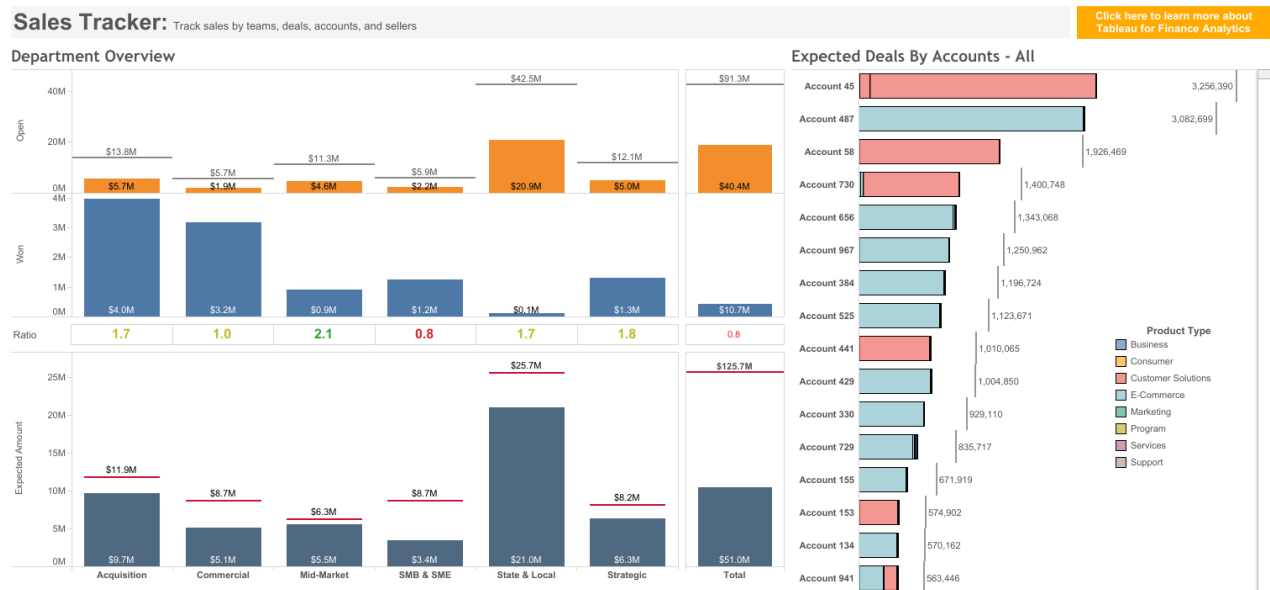 Sales Tracker: Track sales by teams, deals, accounts, and sellers
Click here to learn more about
Tableau for Finance Analytics
Department Overview
Open
40M
20M
0M
$13.8M
$5.7M
$11.3M
$5.9M
$42.5M
$12.1M
$91.3M
$5.7M
$1.9M
$4.6M
$2.2M
$20.9M
$5.0M
$40.4M
Won
4M
3M
2M
1M
0M
$4.0M
$3.2M
$0.9M
$1.2M
$0.1M
$1.3M
$10.7M
Ratio
1.7
1.0
2.1
0.8
1.7
1.8
0.8
Expected Amount
25M
20M
15M
10M
5M
0M
$11.9M
$8.7M
$6.3M
$8.7M
$25.7M
$8.2M
$125.7M
$9.7M
$5.1M
$5.5M
$3.4M
$21.0M
$6.3M
$51.0M
Acquisition
Commercial
Mid-Market
SMB & SME
State & Local
Strategic
Total
Expected Deals By Accounts - All
Account 45
3,256,390
Account 487
3,082,699
Account 58
1,926,469
Account 730
1,400,748
Account 656
1,343,068
Account 967
1,250,962
Account 384
1,196,724
Account 525
1,123,671
Account 441
1,010,065
Account 429
1,004,850
Account 330
929,110
Account 729
835,717
Account 155
671,919
Account 153
574,902
Account 134
570,162
Account 941
563,446
Product Type
Business
Consumer
Customer Solutions
E-Commerce
Marketing
Program
Services
Support